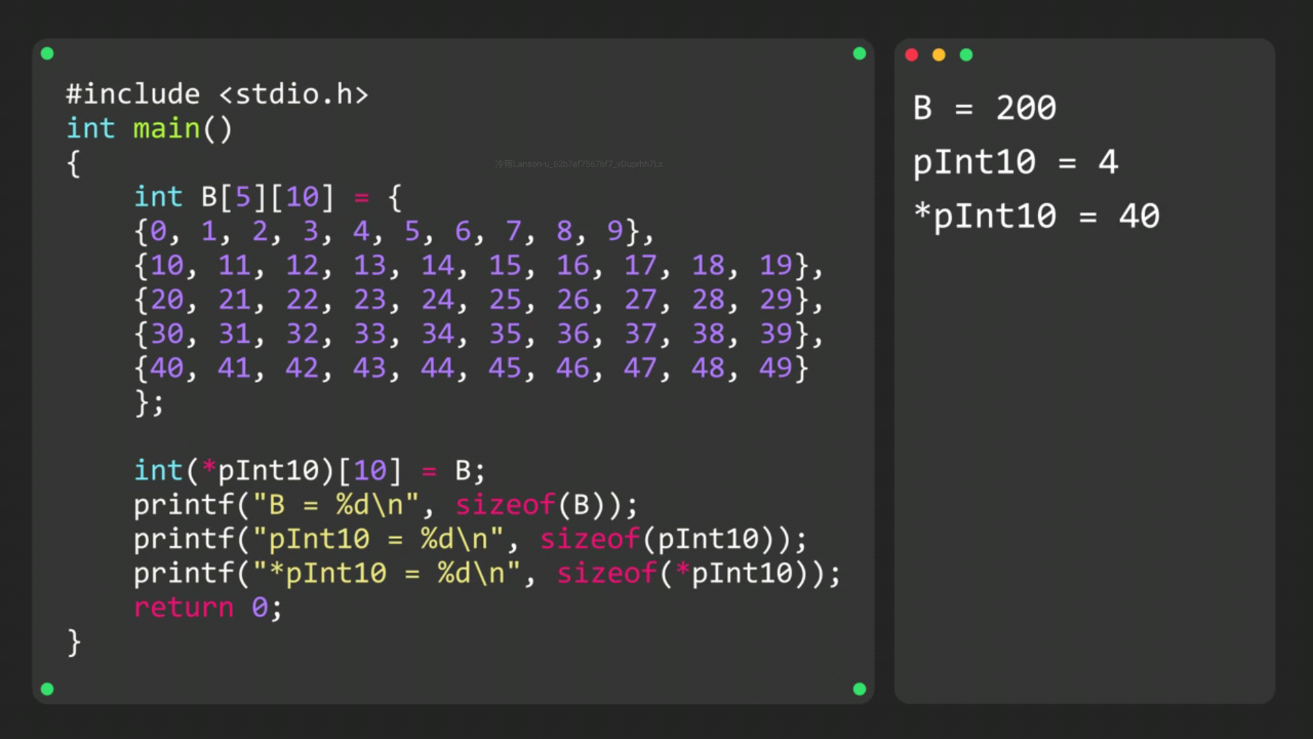 #include <stdio.h>
int main()
{
    int B[5][10] = {
    {0, 1, 2, 3, 4, 5, 6, 7, 8, 9},
    {10, 11, 12, 13, 14, 15, 16, 17, 18, 19},
    {20, 21, 22, 23, 24, 25, 26, 27, 28, 29},
    {30, 31, 32, 33, 34, 35, 36, 37, 38, 39},
    {40, 41, 42, 43, 44, 45, 46, 47, 48, 49}
    };

    int(*pInt10)[10] = B;
    printf("B = %d\n", sizeof(B));
    printf("pInt10 = %d\n", sizeof(pInt10));
    printf("*pInt10 = %d\n", sizeof(*pInt10));
    return 0;
}
B = 200
pInt10 = 4
*pInt10 = 40